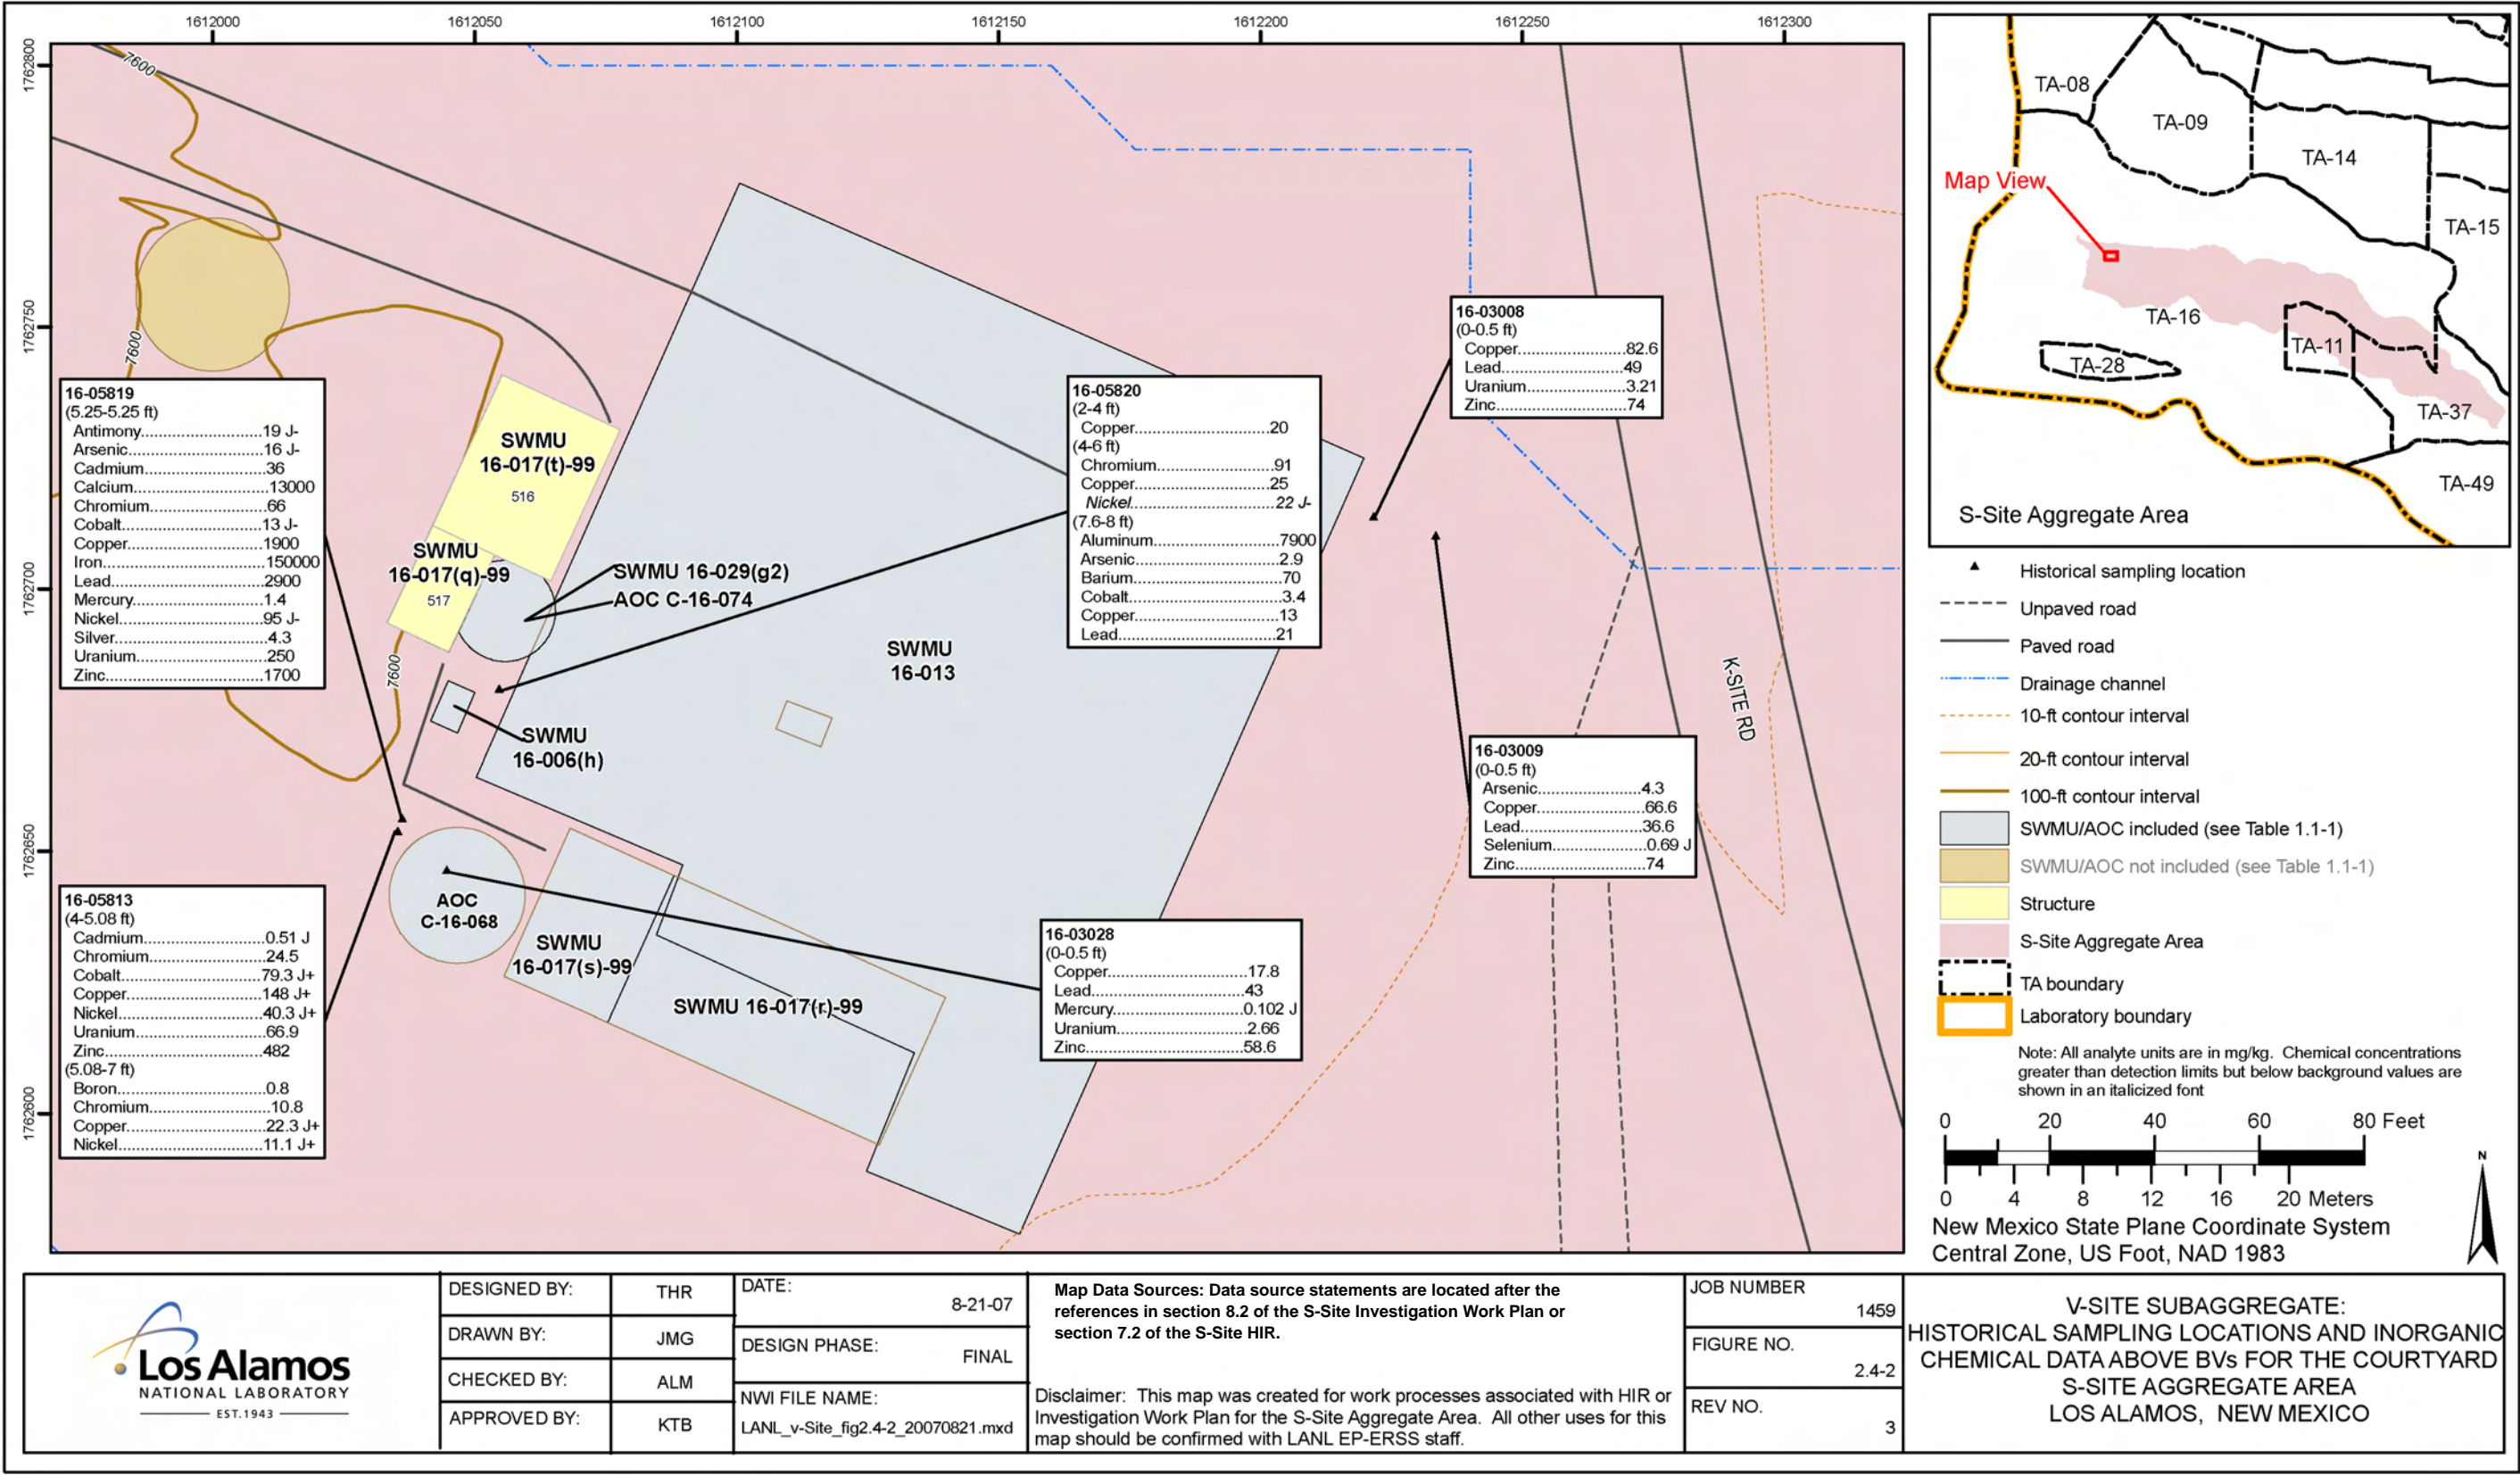 1612000 1612050 1612100 1612150 1612200 1612250 1612300
1762800
1762750
1762700
1762650
1762600
7600
7600
7600
16-05819
(5.25-5.25 ft)
Antimony.......................19 J-
Arsenic..........................16 J-
Cadmium.......................36
Calcium.........................13000
Chromium.....................66
Cobalt............................13 J-
Copper..........................1900
Iron................................150000
Lead..............................2900
Mercury.........................1.4
Nickel............................95 J-
Silver.............................4.3
Uranium........................250
Zinc...............................1700
16-05813
(4-5.08 ft)
Cadmium.......................0.51 J
Chromium......................24.5
Cobalt............................79.3 J+
Copper..........................148 J+
Nickel............................40.3 J+
Uranium........................66.9
Zinc...............................482
(5.08-7 ft)
Boron............................0.8
Chromium.....................10.8
Copper..........................22.3 J+
Nickel............................11.1 J+
SWMU
16-017(t)-99
516
SWMU
16-017(q)-99
517
SWMU 16-029(g2)
AOC C-16-074
SWMU
16-006(h)
SWMU
16-013
AOC
C-16-068
SWMU
16-017(s)-99
SWMU 16-017(r)-99
16-05820
(2-4 ft)
Copper..........................20
(4-6 ft)
Chromium.....................91
Copper..........................25
Nickel............................22 J-
(7.6-8 ft)
Aluminum......................7900
Arsenic..........................2.9
Barium...........................70
Cobalt............................3.4
Copper..........................13
Lead..............................21
16-03008
(0-0.5 ft)
Copper..........................82.6
Lead..............................49
Uranium........................3.21
Zinc...............................74
16-03009
(0-0.5 ft)
Arsenic..........................4.3
Copper..........................66.6
Lead..............................36.6
Selenium.......................0.69 J
Zinc...............................74
16-03028
(0-0.5 ft)
Copper..........................17.8
Lead..............................43
Mercury.........................0.102 J
Uranium........................2.66
Zinc...............................58.6
K-SITE RD
TA-08
TA-09
TA-14
Map View
TA-15
TA-16
TA-11
TA-28
TA-37
TA-49
S-Site Aggregate Area
Historical sampling location
Unpaved road
Paved road
Drainage channel
10-ft contour interval
20-ft contour interval
100-ft contour interval
SWMU/AOC included (see Table 1.1-1)
SWMU/AOC not included (see Table 1.1-1)
Structure
S-Site Aggregate Area
TA boundary
Laboratory boundary
Note: All analyte units are in mg/kg. Chemical concentrations
greater than detection limits but below background values are
shown in an italicized font
0 20 40 60 80 Feet
0 4 8 12 16 20 Meters
N
New Mexico State Plane Coordinate System
Central Zone, US Foot, NAD 1983
Los Alamos
NATIONAL LABORATORY
EST.1943
DESIGNED BY: THR
DRAWN BY: JMG
CHECKED BY: ALM
APPROVED BY: KTB
DATE:
8-21-07
DESIGN PHASE:
FINAL
NWI FILE NAME:
LANL_v-Site_fig2.4-2_20070821.mxd
Map Data Sources: Data source statements are located after the
references in section 8.2 of the S-Site Investigation Work Plan or
section 7.2 of the S-Site HIR.
Disclaimer: This map was created for work processes associated with HIR or
Investigation Work Plan for the S-Site Aggregate Area. All other uses for this
map should be confirmed with LANL EP-ERSS staff.
JOB NUMBER
1459
FIGURE NO.
2.4-2
REV NO.
3
V-SITE SUBAGGREGATE:
HISTORICAL SAMPLING LOCATIONS AND INORGANIC
CHEMICAL DATA ABOVE BVs FOR THE COURTYARD
S-SITE AGGREGATE AREA
LOS ALAMOS, NEW MEXICO